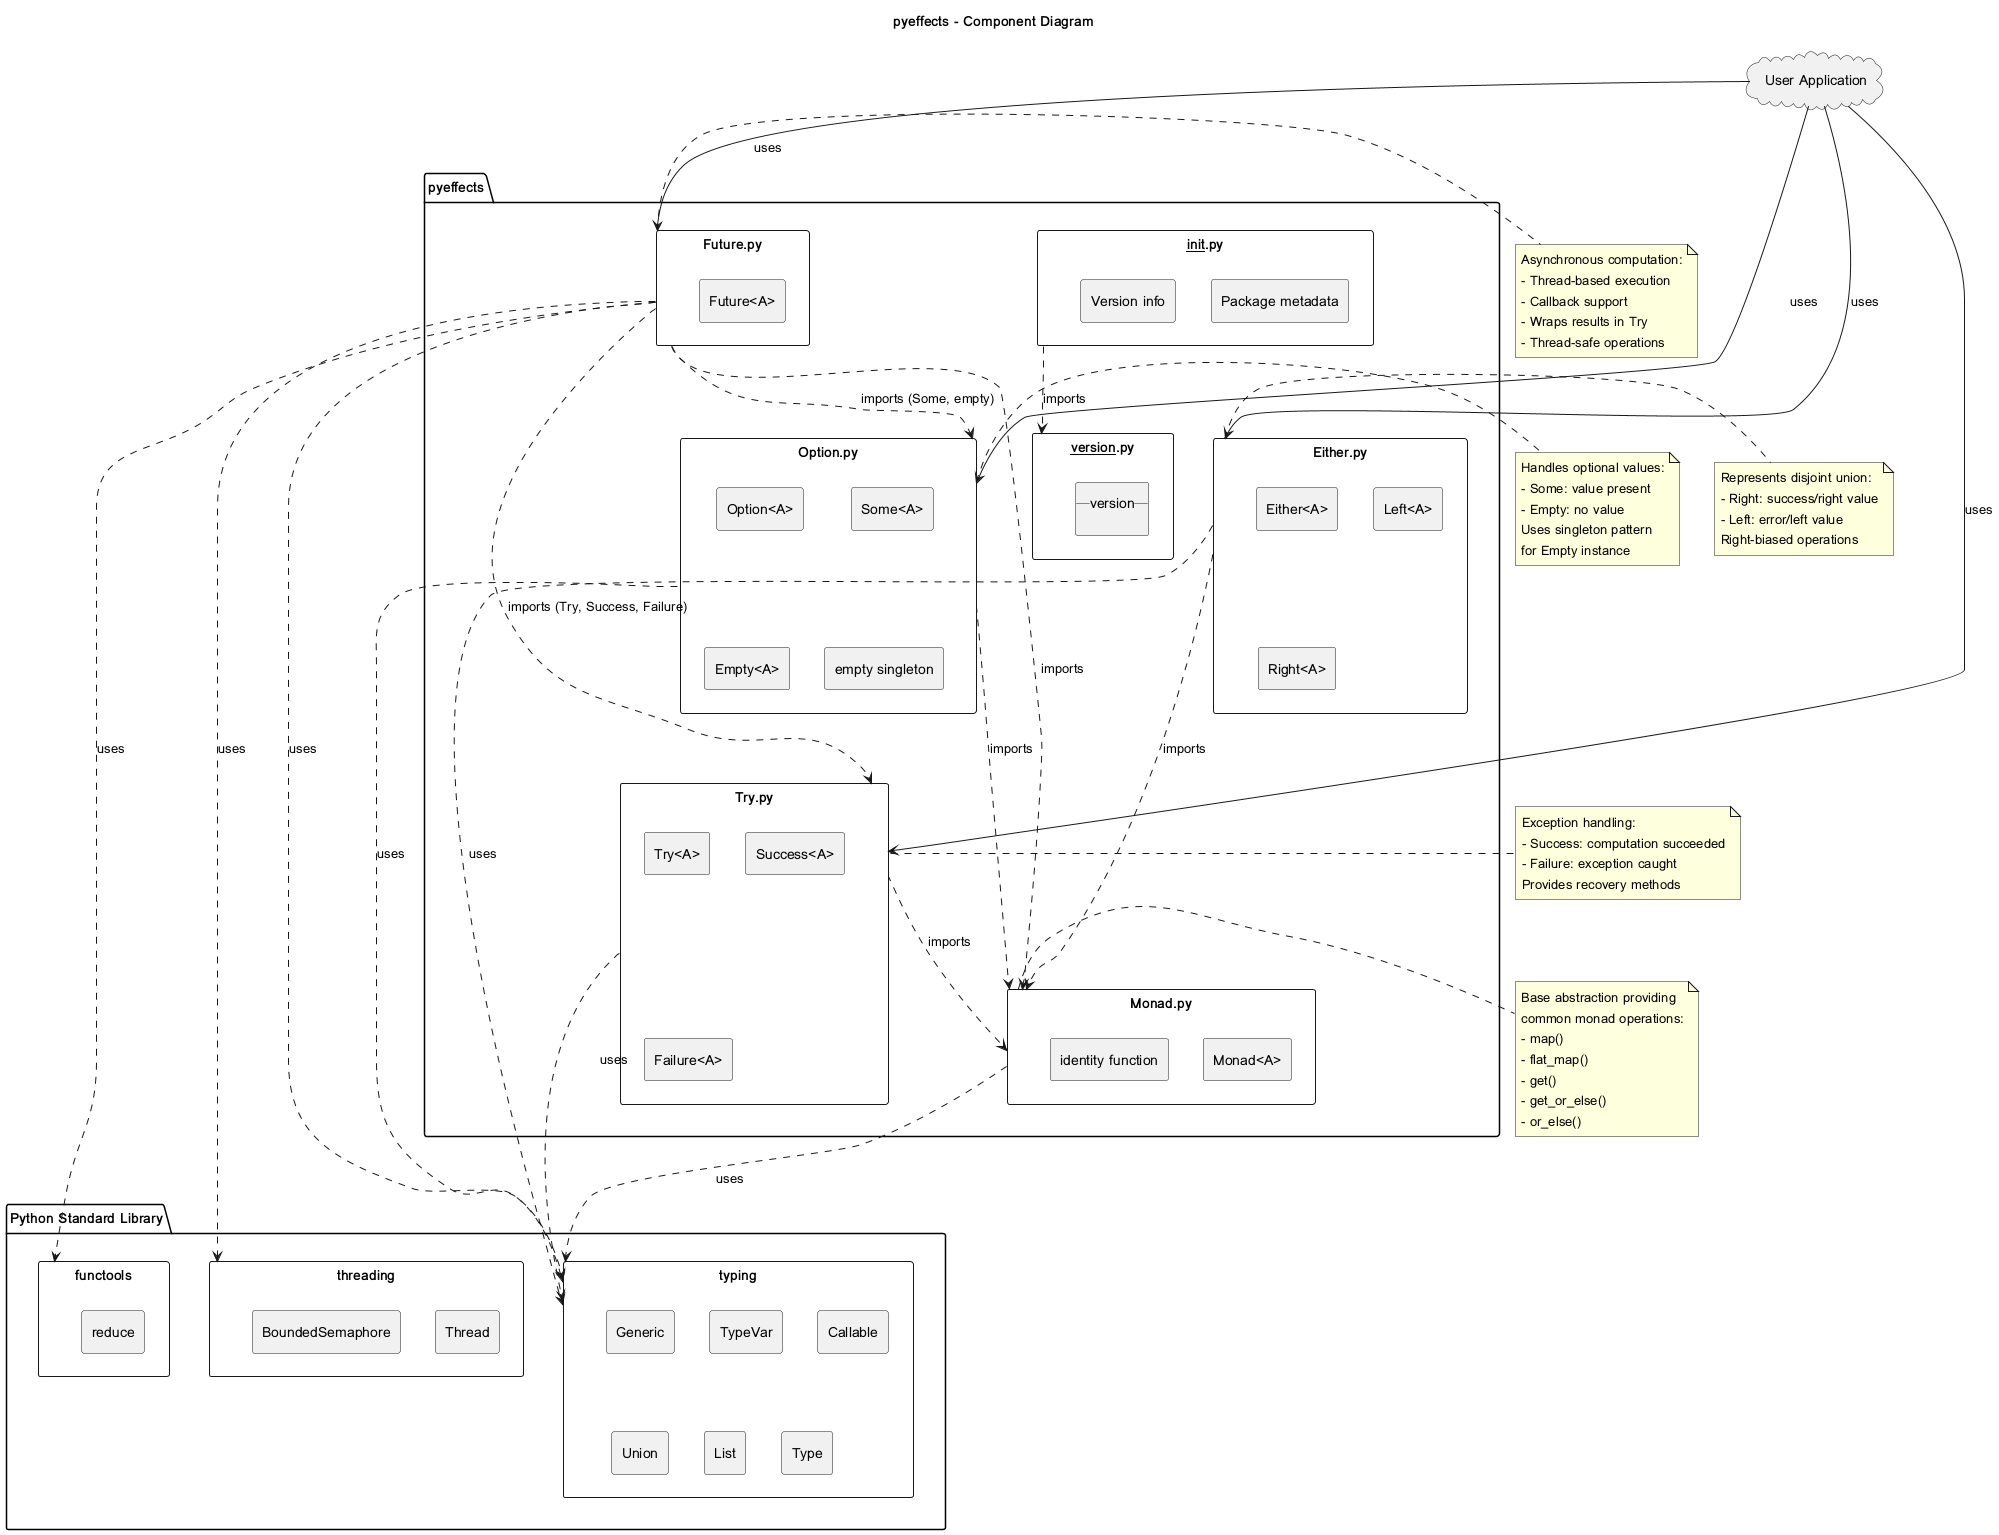 pyeffects - Component Diagram
User Application
uses
pyeffects
Future.py
Future<A>
init.py
Version info
Package metadata
Asynchronous computation:
- Thread-based execution
- Callback support
- Wraps results in Try
- Thread-safe operations
uses
uses
imports (Some, empty)
imports
Option.py
Option<A>
Some<A>
Empty<A>
empty singleton
version.py
version
Either.py
Either<A>
Left<A>
Right<A>
Handles optional values:
- Some: value present
- Empty: no value
Uses singleton pattern
for Empty instance
Represents disjoint union:
- Right: success/right value
- Left: error/left value
Right-biased operations
uses
imports (Try, Success, Failure)
imports
uses
uses
uses
imports
imports
Try.py
Try<A>
Success<A>
Failure<A>
uses
uses
Exception handling:
- Success: computation succeeded
- Failure: exception caught
Provides recovery methods
imports
Monad.py
identity function
Monad<A>
Base abstraction providing
common monad operations:
- map()
- flat_map()
- get()
- get_or_else()
- or_else()
uses
uses
Python Standard Library
functools
reduce
threading
BoundedSemaphore
Thread
typing
Generic
TypeVar
Callable
Union
List
Type